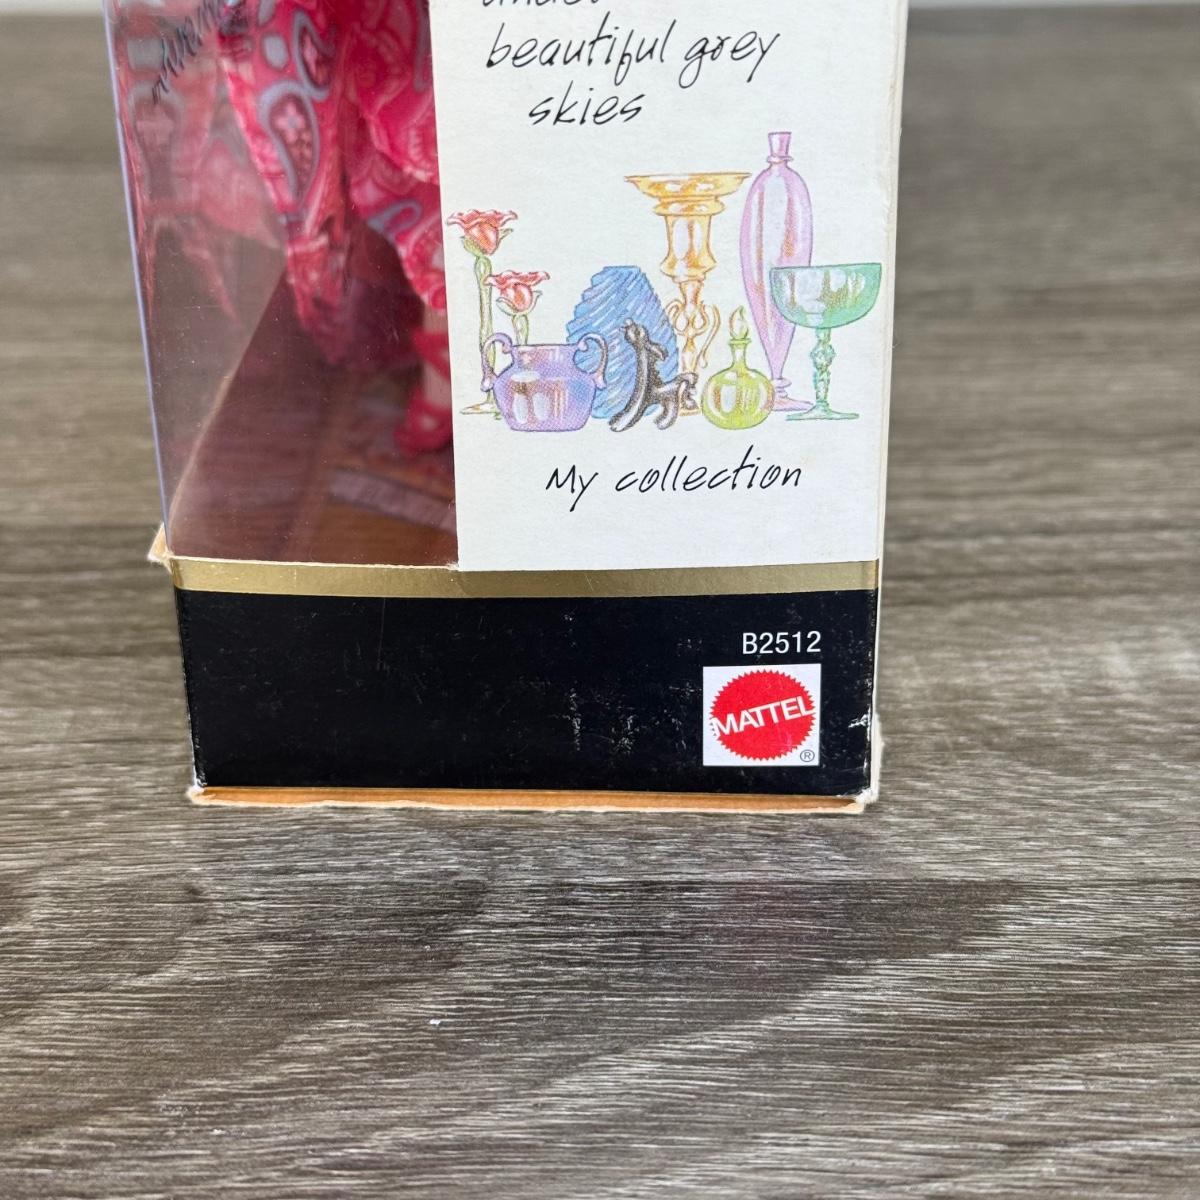 beautiful grey
skies
My collection
B2512
MATTEL
®